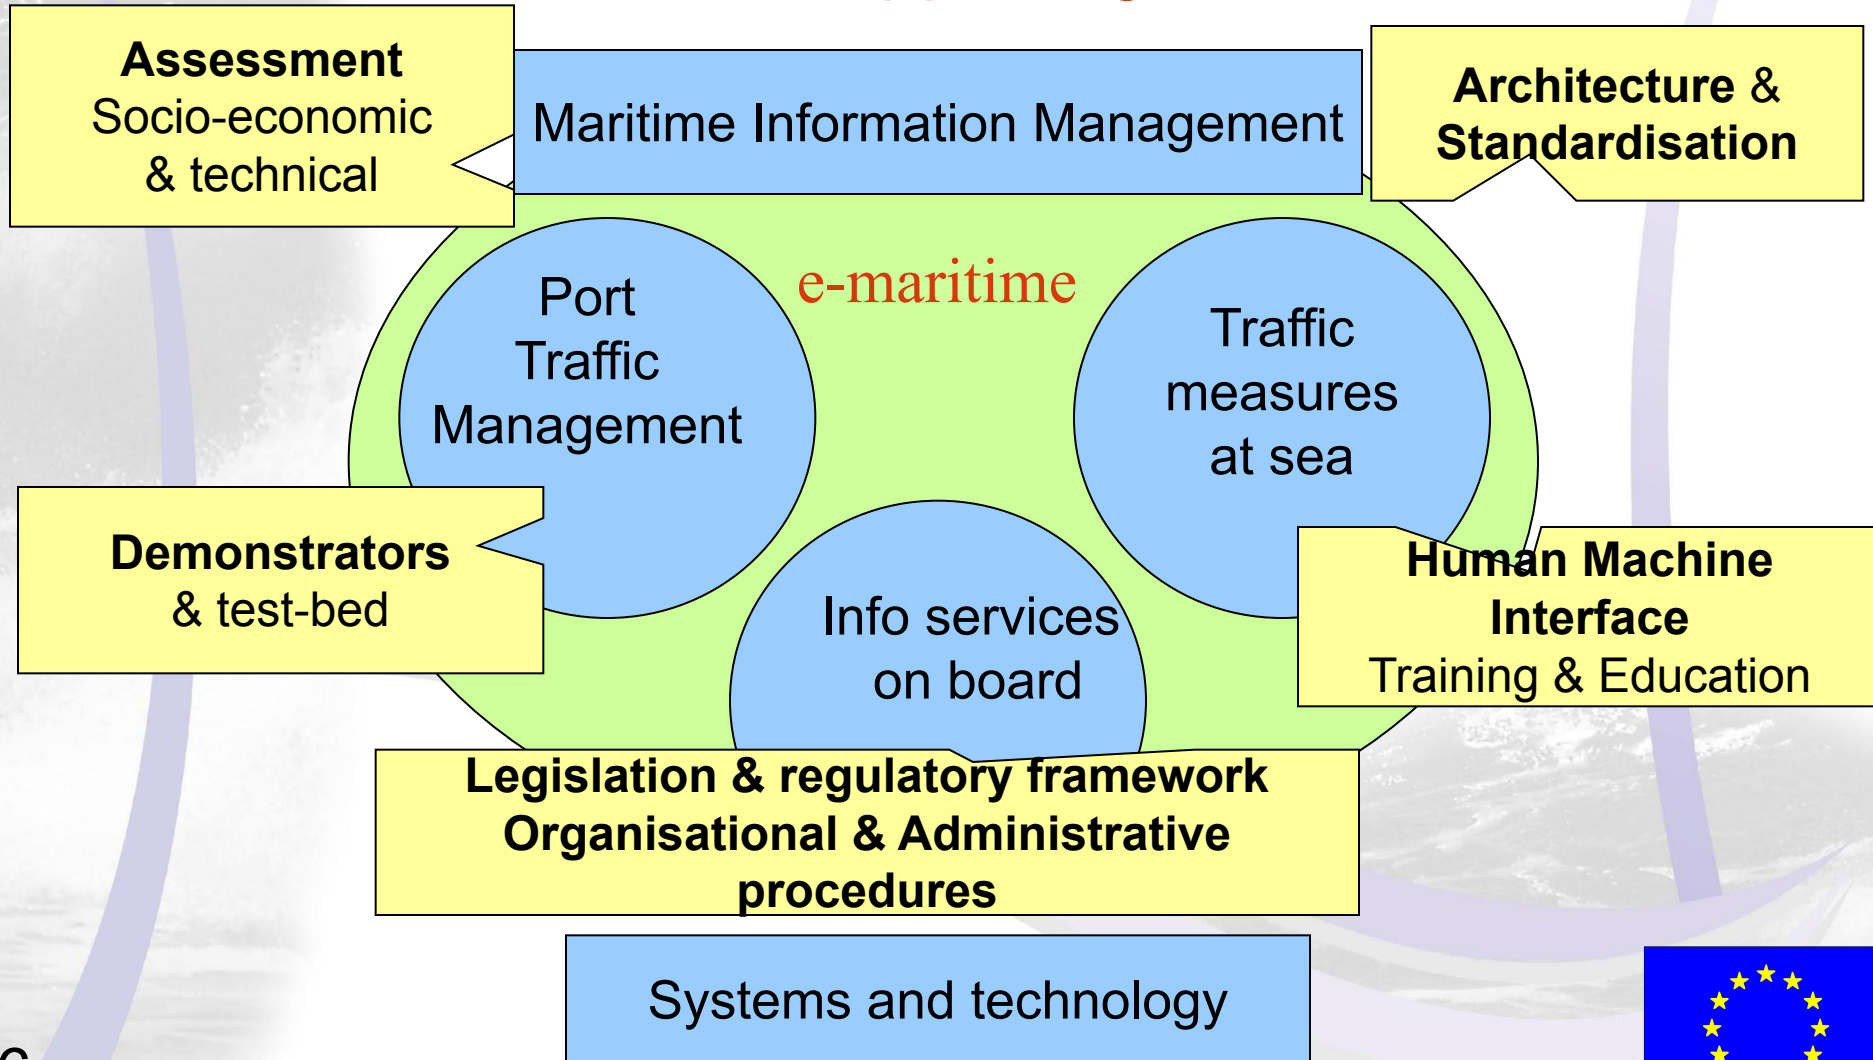 Assessment
Socio-economic
& technical
Maritime Information Management
Architecture &
Standardisation
e-maritime
Port
Traffic
Management
Traffic
measures
at sea
Demonstrators
& test-bed
Info services
on board
Human Machine
Interface
Training & Education
Legislation & regulatory framework
Organisational & Administrative
procedures
Systems and technology